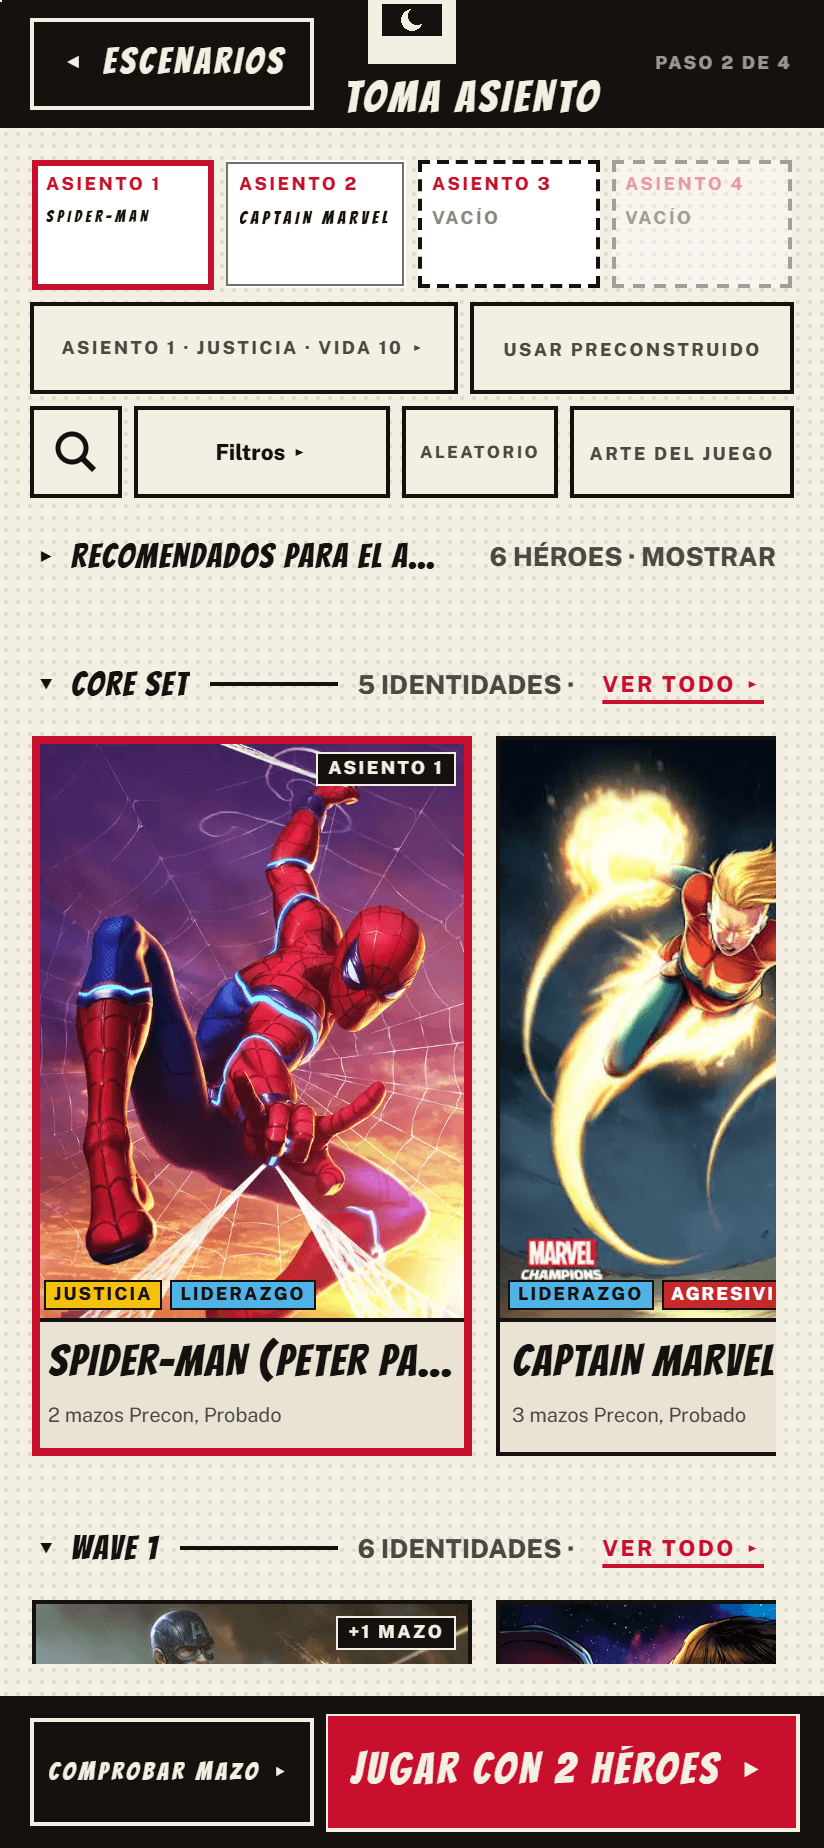 ◂ ESCENARIOS
TOMA ASIENTO
PASO 2 DE 4
ASIENTO 1
SPIDER-MAN
ASIENTO 2
CAPTAIN MARVEL
ASIENTO 3
VACÍO
ASIENTO 4
VACÍO
ASIENTO 1 · JUSTICIA · VIDA 10 ▸
USAR PRECONSTRUIDO
Filtros ▸
ALEATORIO
ARTE DEL JUEGO
▸ RECOMENDADOS PARA EL A...
6 HÉROES · MOSTRAR
▾ CORE SET
5 IDENTIDADES ·
VER TODO ▸
ASIENTO 1
JUSTICIA
LIDERAZGO
SPIDER-MAN (PETER PA...
2 mazos Precon, Probado
MARVEL
CHAMPIONS
LIDERAZGO
AGRESIVI
CAPTAIN MARVEL
3 mazos Precon, Probado
▾ WAVE 1
6 IDENTIDADES ·
VER TODO ▸
+1 MAZO
COMPROBAR MAZO ▸
JUGAR CON 2 HÉROES ▸